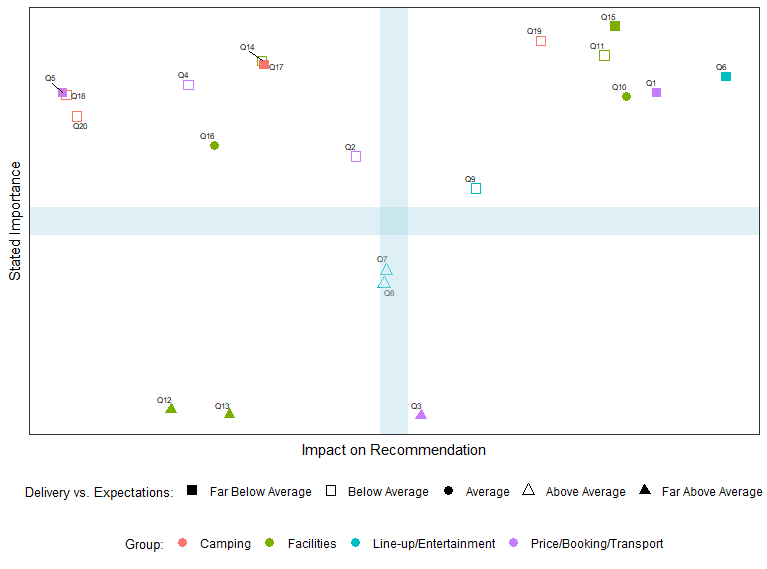 Q15
Q19
Q11
Q14
Q17
Q6
Q5
Q4
Q10
Q1
Q18
Q20
Q16
Q2
Q9
Q7
Q8
Q12
Q13
Q3
Stated Importance
Impact on Recommendation
Delivery vs. Expectations: Far Below Average Below Average Average Above Average Far Above Average
Group: Camping Facilities Line-up/Entertainment Price/Booking/Transport